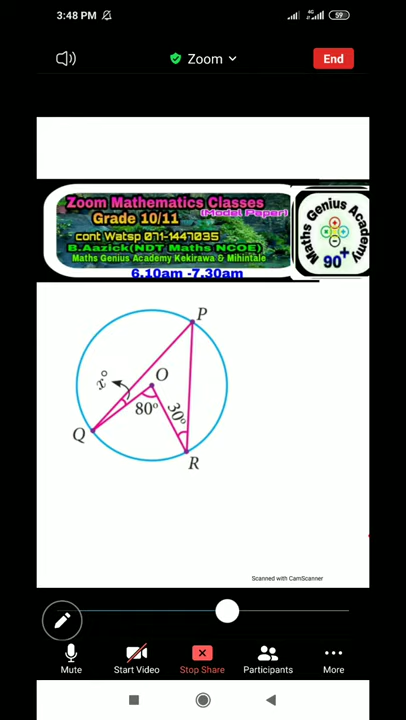 3:48 PM
4G
59
Zoom
End
Zoom Mathematics Classes
(Model Paper)
Grade 10/11
cont Watsp 071-1447035
B.Aazick(NDT Maths NCOE)
Maths Genius Academy Kekirawa & Mihintale
6.10am -7.30am
Maths Genius Academy
90+
P
x°
O
80°
30°
Q
R
Scanned with CamScanner
Mute
Start Video
Stop Share
Participants
More